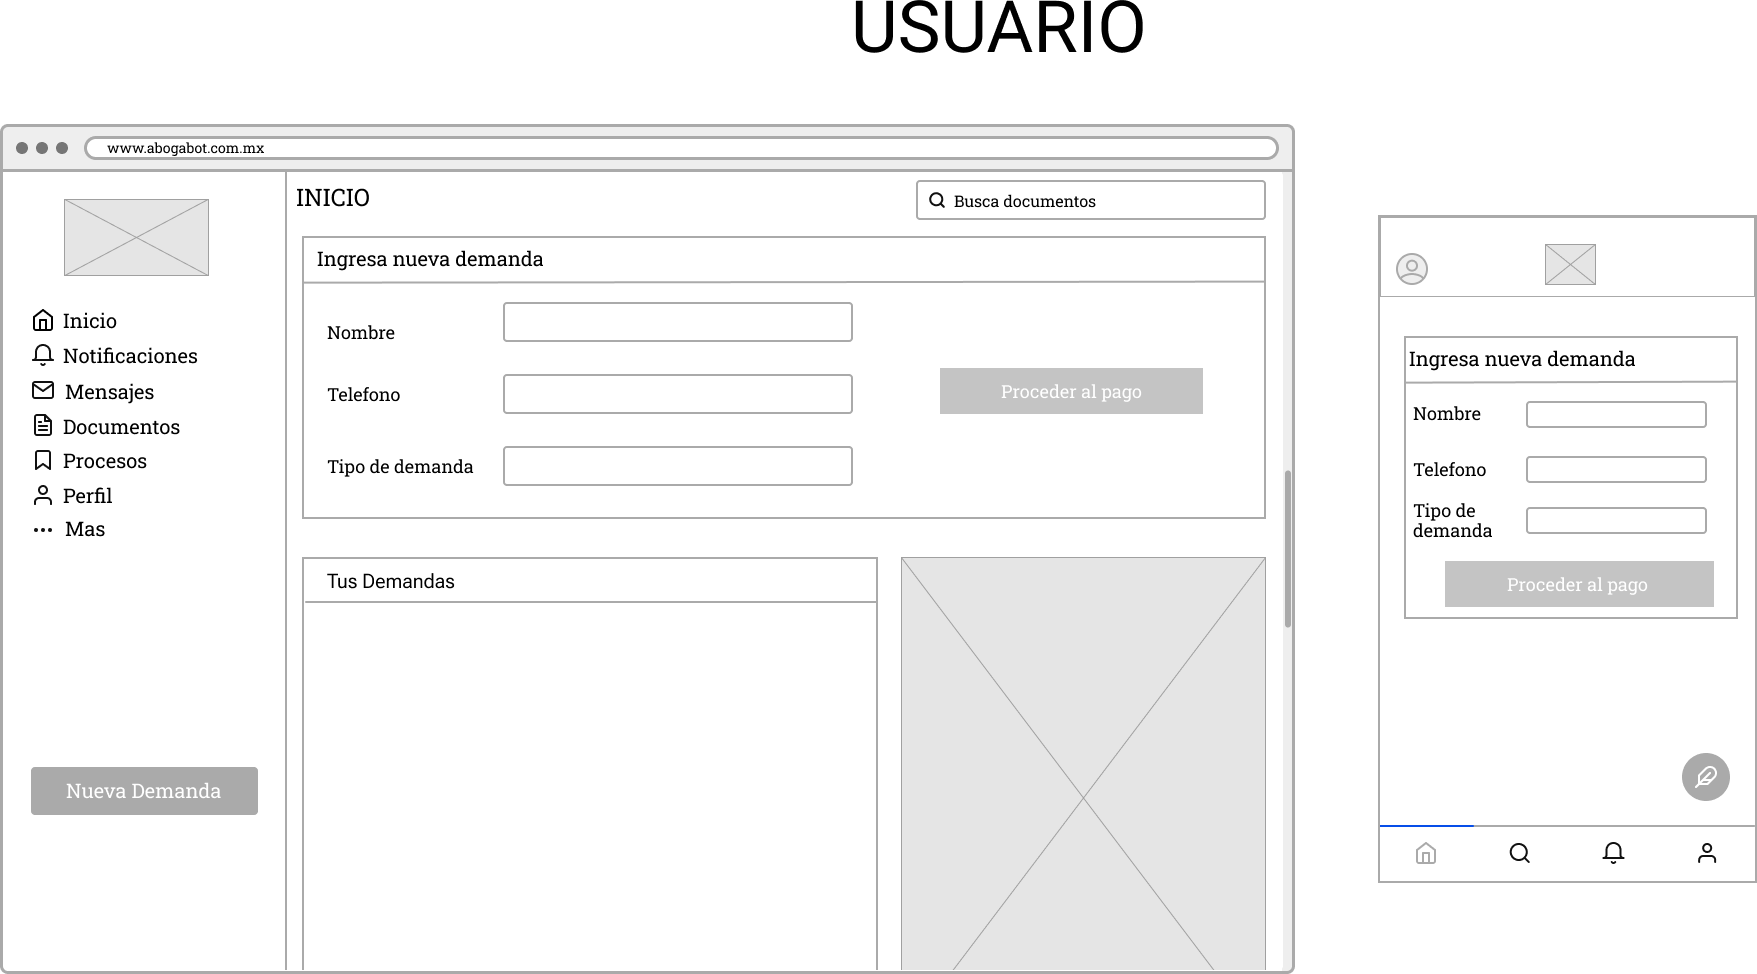 USUARIO
www.abogabot.com.mx
INICIO
Busca documentos
Inicio
Notificaciones
Mensajes
Documentos
Procesos
Perfil
Mas
Nueva Demanda
Ingresa nueva demanda
Nombre
Telefono
Tipo de demanda
Proceder al pago
Tus Demandas
Ingresa nueva demanda
Nombre
Telefono
Tipo de
demanda
Proceder al pago